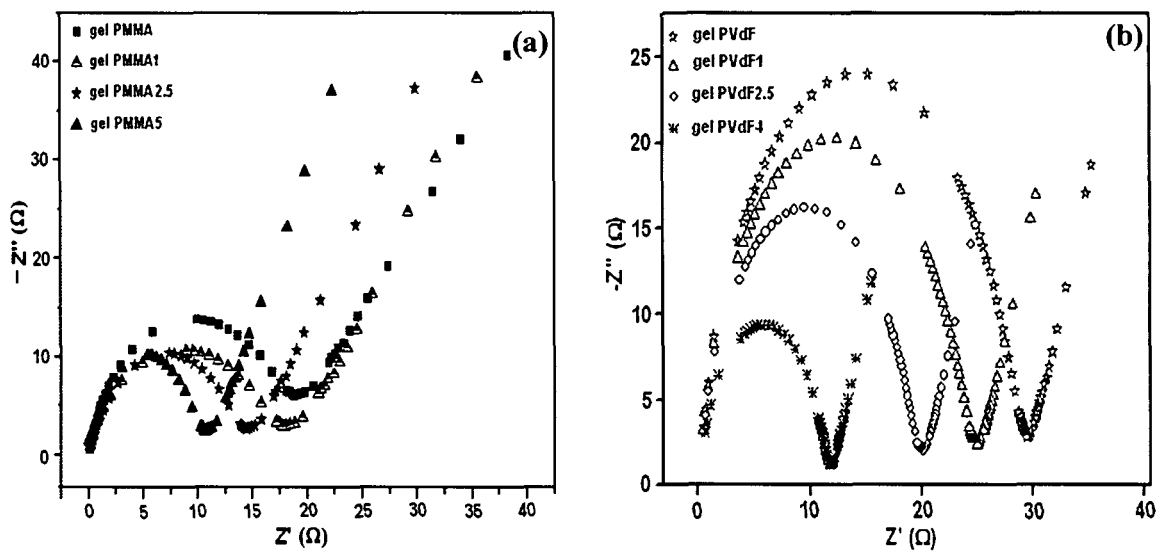 (a)
gel PMMA
gel PMMA1
gel PMMA2.5
gel PMMA5
40
30
20
10
0
− Z'' (Ω)
0 5 10 15 20 25 30 35 40
Z' (Ω)
(b)
gel PVdF
gel PVdF1
gel PVdF2.5
gel PVdF4
25
20
15
10
5
0
-Z'' (Ω)
0 10 20 30 40
Z' (Ω)